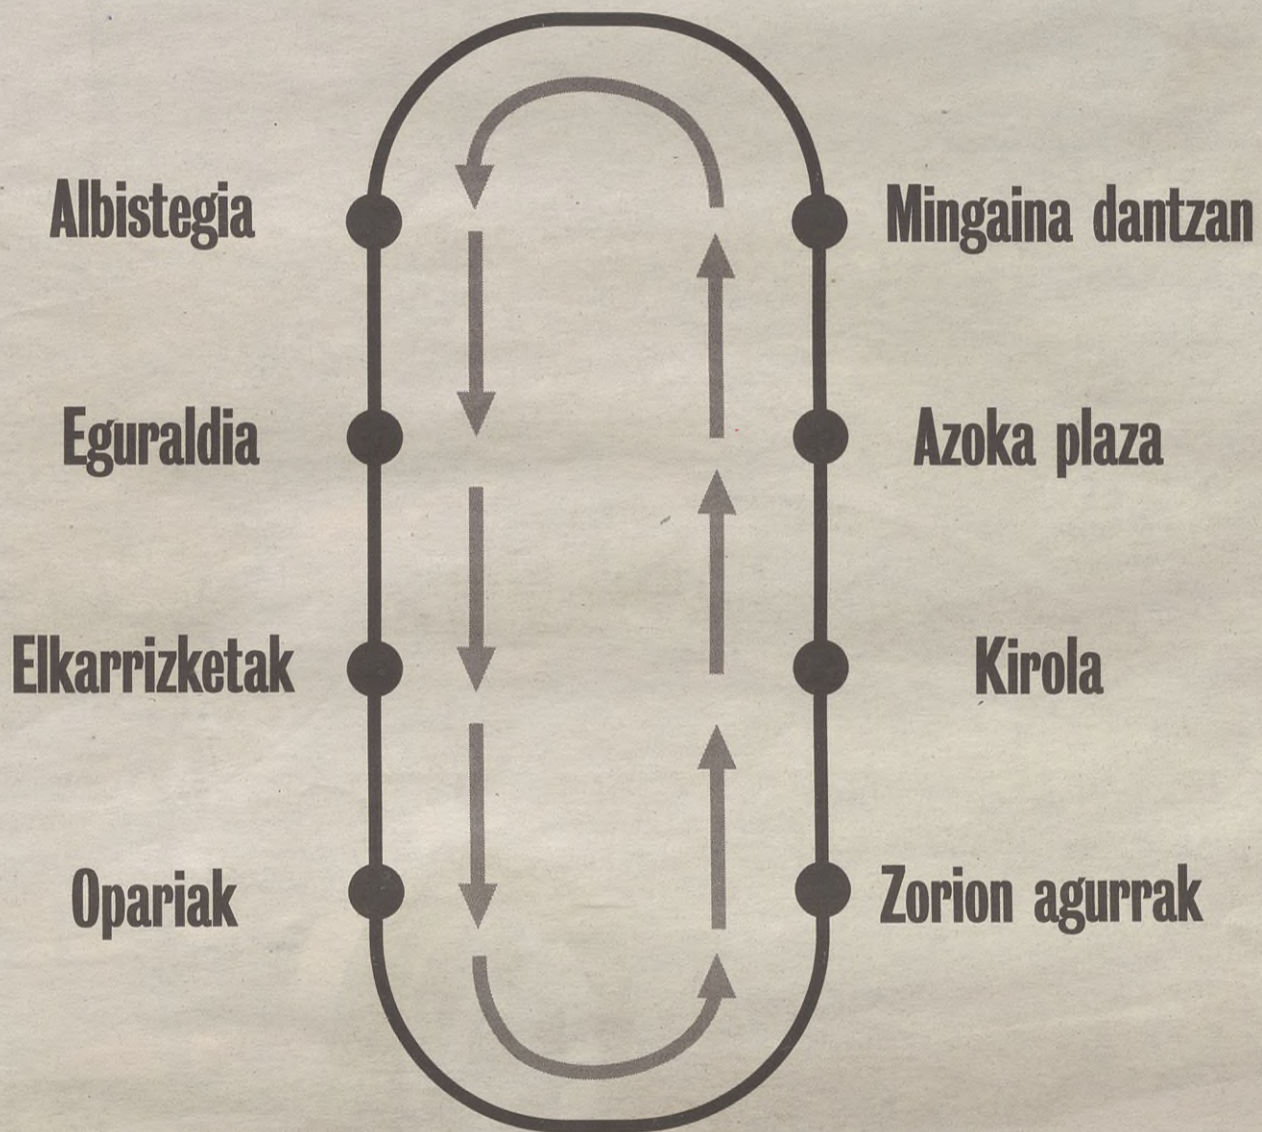 Albistegia
Mingaina dantzan
Eguraldia
Azoka plaza
Elkarrizketak
Kirola
Opariak
Zorion agurrak